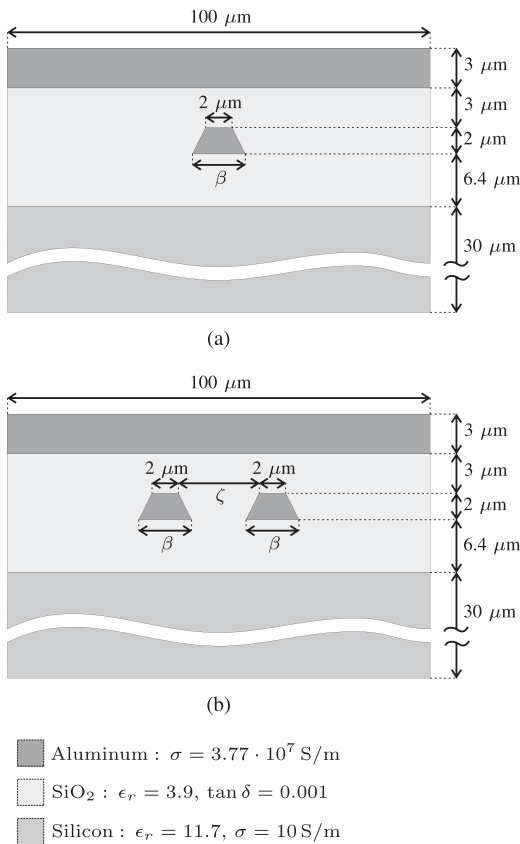 100 μm
3 μm
3 μm
2 μm
2 μm
β
6.4 μm
30 μm
(a)
100 μm
3 μm
3 μm
2 μm 2 μm
ζ
2 μm
β β
6.4 μm
30 μm
(b)
Aluminum : σ = 3.77 · 10⁷ S/m
SiO₂ : ϵᵣ = 3.9, tan δ = 0.001
Silicon : ϵᵣ = 11.7, σ = 10 S/m